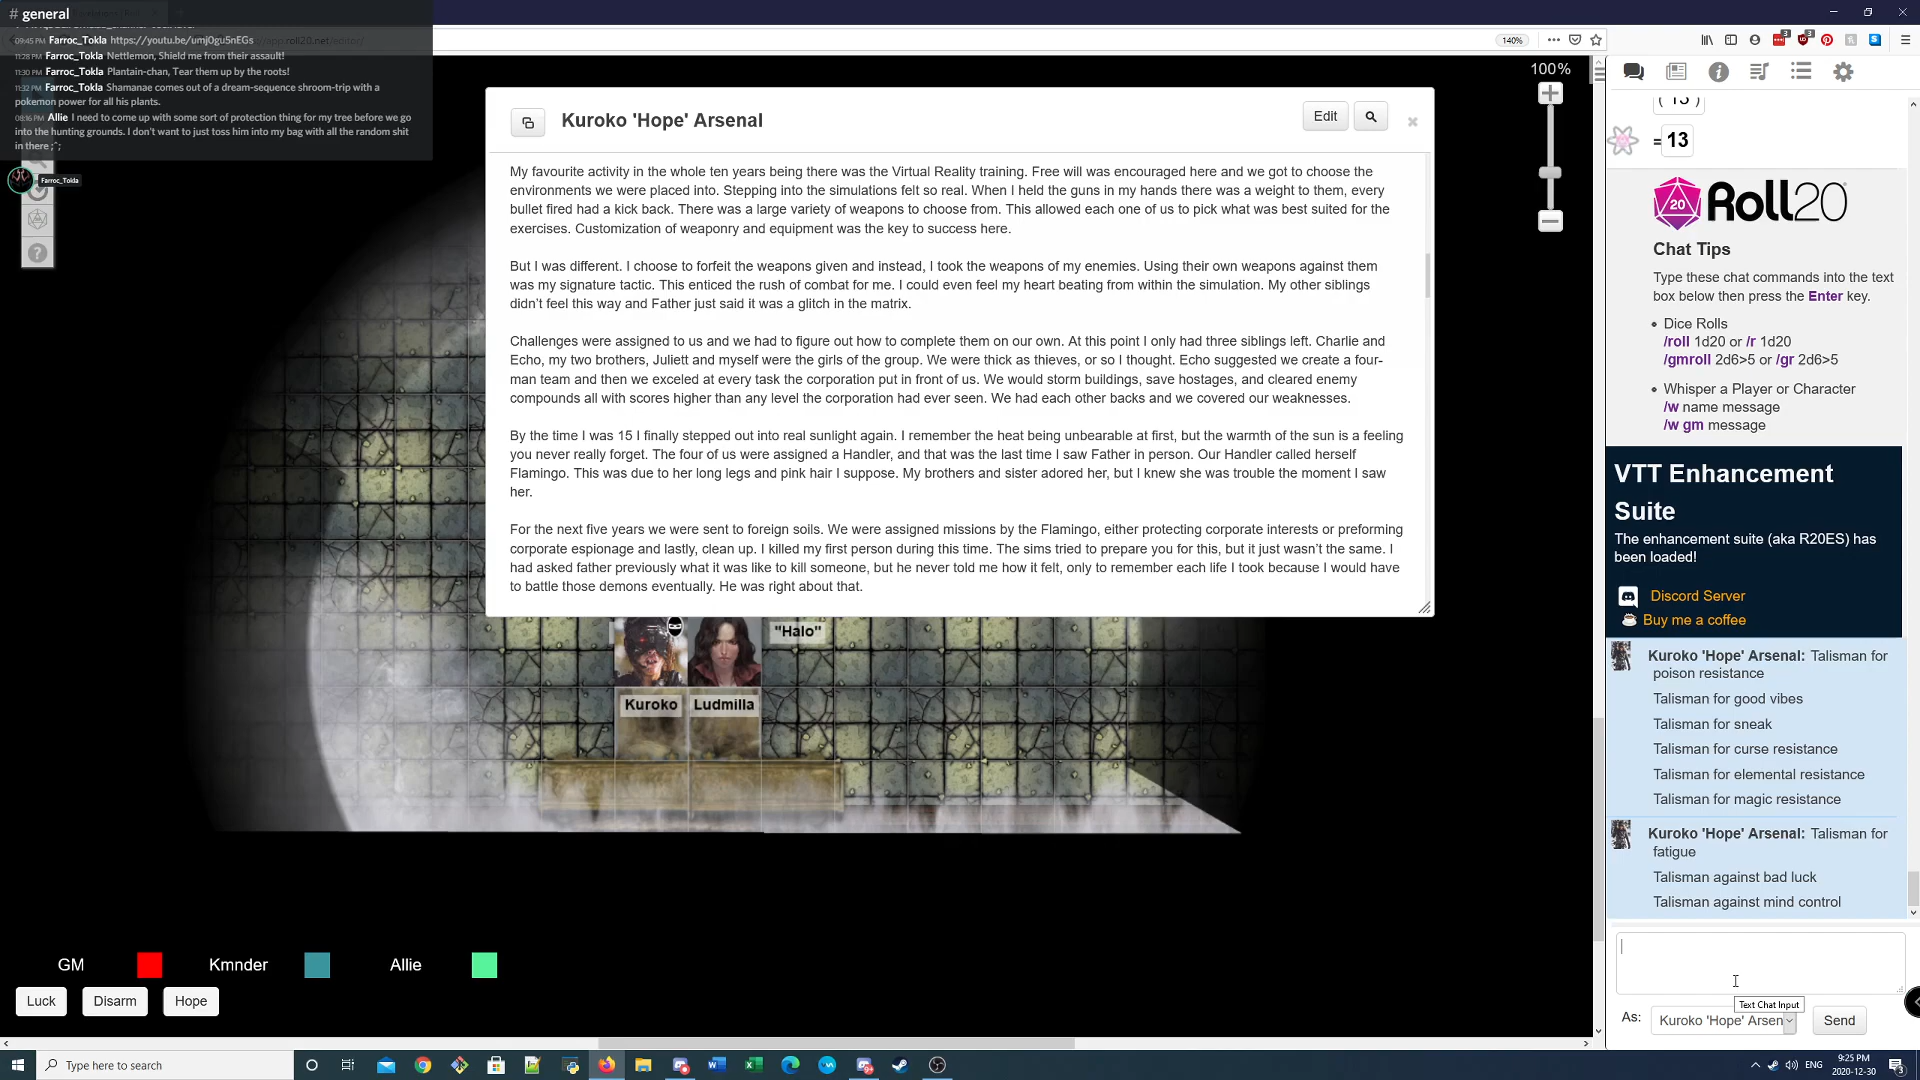 # general
09:45 PM Farroc_Tokla https://youtu.be/umj0gu5nEGs
11:28 PM Farroc_Tokla Nettlemon, Shield me from their assault!
11:30 PM Farroc_Tokla Plantain-chan, Tear them up by the roots!
11:32 PM Farroc_Tokla Shamanae comes out of a dream-sequence shroom-trip with a
pokemon power for all his plants.
08:16 PM Allie I need to come up with some sort of protection thing for my tree before we go
into the hunting grounds. I don't want to just toss him into my bag with all the random shit
in there ;^;
Farroc_Tokla
140%
100%
Kuroko 'Hope' Arsenal
Edit
My favourite activity in the whole ten years being there was the Virtual Reality training. Free will was encouraged here and we got to choose the
environments we were placed into. Stepping into the simulations felt so real. When I held the guns in my hands there was a weight to them, every
bullet fired had a kick back. There was a large variety of weapons to choose from. This allowed each one of us to pick what was best suited for the
exercises. Customization of weaponry and equipment was the key to success here.
But I was different. I choose to forfeit the weapons given and instead, I took the weapons of my enemies. Using their own weapons against them
was my signature tactic. This enticed the rush of combat for me. I could even feel my heart beating from within the simulation. My other siblings
didn't feel this way and Father just said it was a glitch in the matrix.
Challenges were assigned to us and we had to figure out how to complete them on our own. At this point I only had three siblings left. Charlie and
Echo, my two brothers, Juliett and myself were the girls of the group. We were thick as thieves, or so I thought. Echo suggested we create a four-
man team and then we exceled at every task the corporation put in front of us. We would storm buildings, save hostages, and cleared enemy
compounds all with scores higher than any level the corporation had ever seen. We had each other backs and we covered our weaknesses.
By the time I was 15 I finally stepped out into real sunlight again. I remember the heat being unbearable at first, but the warmth of the sun is a feeling
you never really forget. The four of us were assigned a Handler, and that was the last time I saw Father in person. Our Handler called herself
Flamingo. This was due to her long legs and pink hair I suppose. My brothers and sister adored her, but I knew she was trouble the moment I saw
her.
For the next five years we were sent to foreign soils. We were assigned missions by the Flamingo, either protecting corporate interests or preforming
corporate espionage and lastly, clean up. I killed my first person during this time. The sims tried to prepare you for this, but it just wasn't the same. I
had asked father previously what it was like to kill someone, but he never told me how it felt, only to remember each life I took because I would have
to battle those demons eventually. He was right about that.
"Halo"
Kuroko Ludmilla
GM Kmnder Allie
Luck Disarm Hope
=13
20 Roll20
Chat Tips
Type these chat commands into the text
box below then press the Enter key.
• Dice Rolls
/roll 1d20 or /r 1d20
/gmroll 2d6>5 or /gr 2d6>5
• Whisper a Player or Character
/w name message
/w gm message
VTT Enhancement
Suite
The enhancement suite (aka R20ES) has
been loaded!
Discord Server
Buy me a coffee
Kuroko 'Hope' Arsenal: Talisman for
poison resistance
Talisman for good vibes
Talisman for sneak
Talisman for curse resistance
Talisman for elemental resistance
Talisman for magic resistance
Kuroko 'Hope' Arsenal: Talisman for
fatigue
Talisman against bad luck
Talisman against mind control
Text Chat Input
As: Kuroko 'Hope' Arsen Send
Type here to search
ENG
9:25 PM
2020-12-30